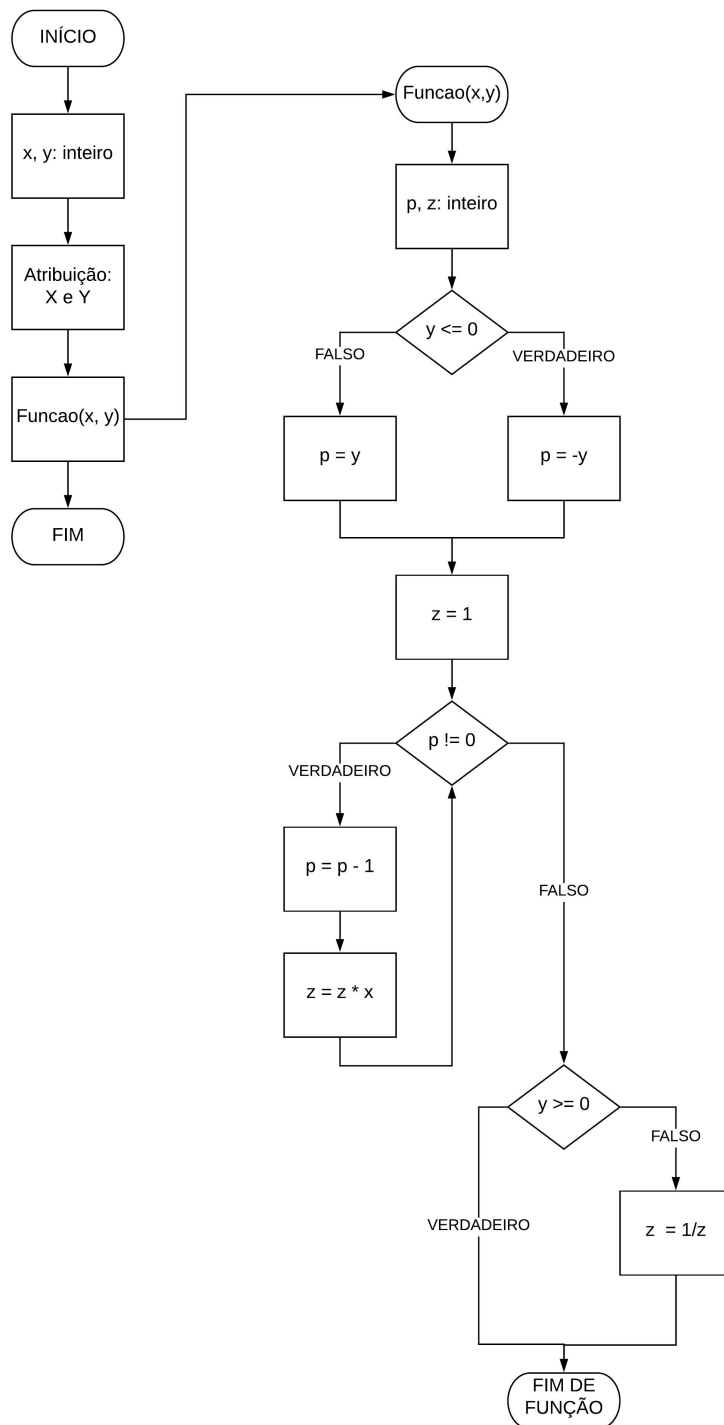 INÍCIO
x, y: inteiro
Atribuição:
X e Y
Funcao(x, y)
FIM
Funcao(x,y)
p, z: inteiro
y <= 0
FALSO
VERDADEIRO
p = y
p = -y
z = 1
p != 0
VERDADEIRO
FALSO
p = p - 1
z = z * x
y >= 0
FALSO
VERDADEIRO
z = 1/z
FIM DE
FUNÇÃO